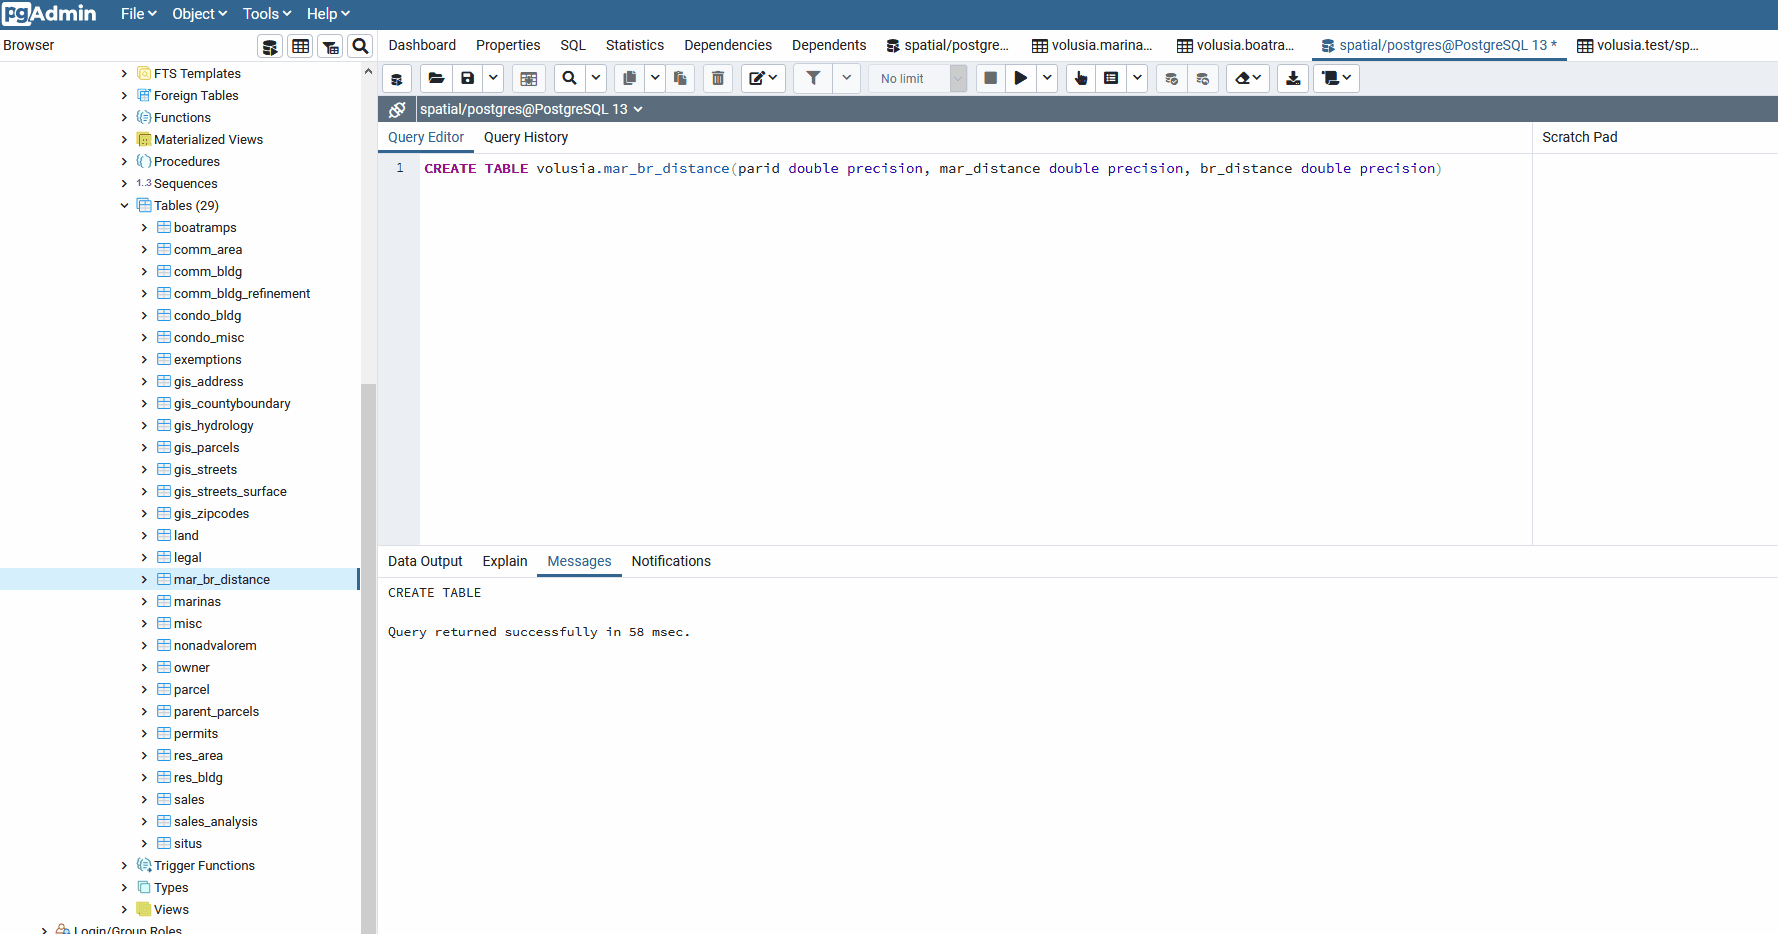 pgAdmin File Object Tools Help
Browser
Dashboard Properties SQL Statistics Dependencies Dependents spatial/postgre... volusia.marina... volusia.boatra... spatial/postgres@PostgreSQL 13 * volusia.test/sp...
No limit
spatial/postgres@PostgreSQL 13
Query Editor Query History
Scratch Pad
1 CREATE TABLE volusia.mar_br_distance(parid double precision, mar_distance double precision, br_distance double precision)
FTS Templates
Foreign Tables
Functions
Materialized Views
Procedures
1..3 Sequences
Tables (29)
boatramps
comm_area
comm_bldg
comm_bldg_refinement
condo_bldg
condo_misc
exemptions
gis_address
gis_countyboundary
gis_hydrology
gis_parcels
gis_streets
gis_streets_surface
gis_zipcodes
land
legal
mar_br_distance
marinas
misc
nonadvalorem
owner
parcel
parent_parcels
permits
res_area
res_bldg
sales
sales_analysis
situs
Trigger Functions
Types
Views
Login/Group Roles
Data Output Explain Messages Notifications
CREATE TABLE
Query returned successfully in 58 msec.